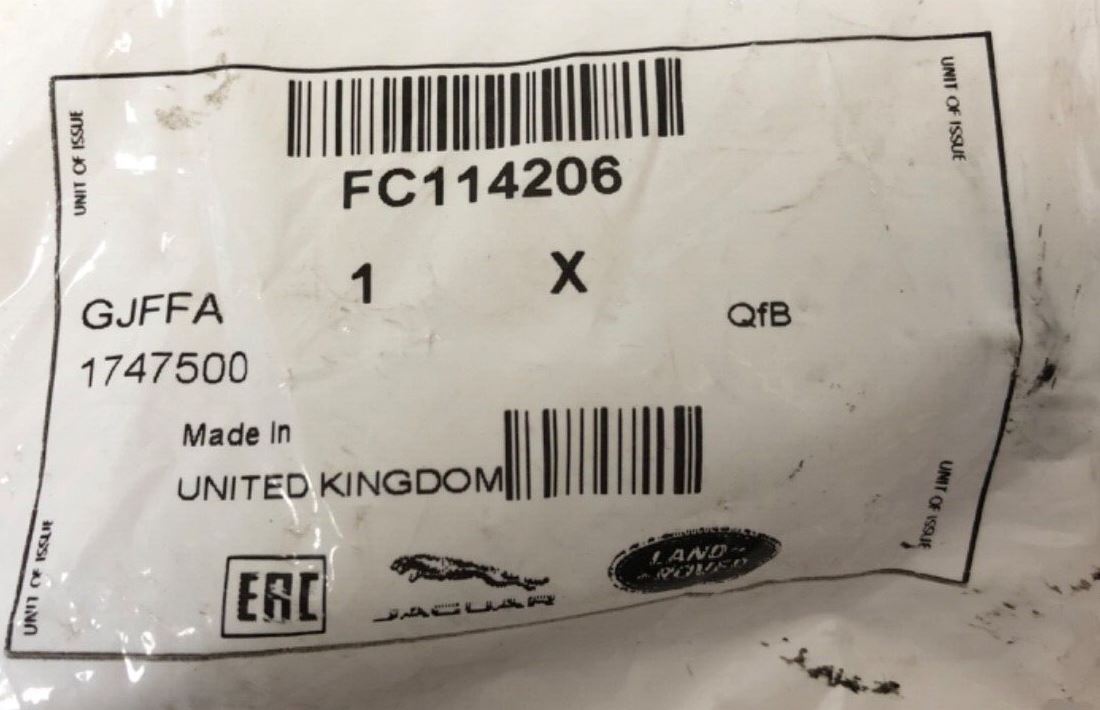 UNIT OF ISSUE
UNIT OF ISSUE
FC114206
1 X
GJFFA
QfB
1747500
Made In
UNITED KINGDOM
UNIT OF ISSUE
UNIT OF ISSUE
EAC
JAGUAR
LAND-
-ROVER